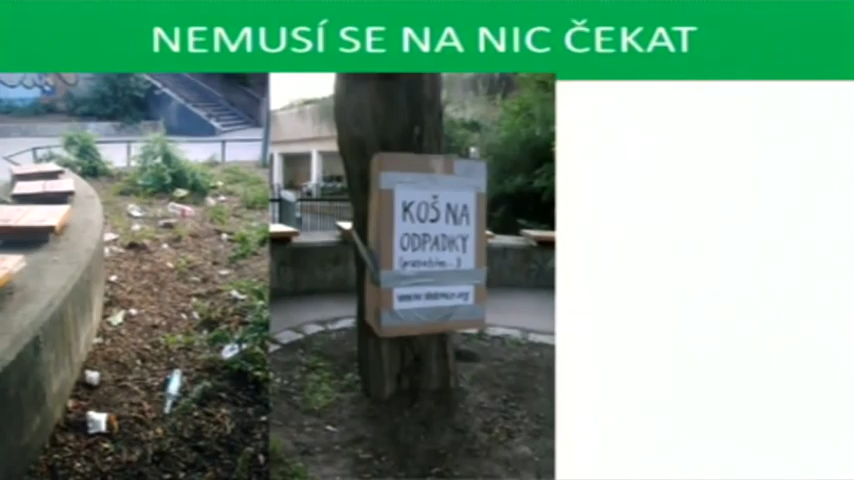 NEMUSÍ SE NA NIC ČEKAT
KOŠ NA
ODPADKY